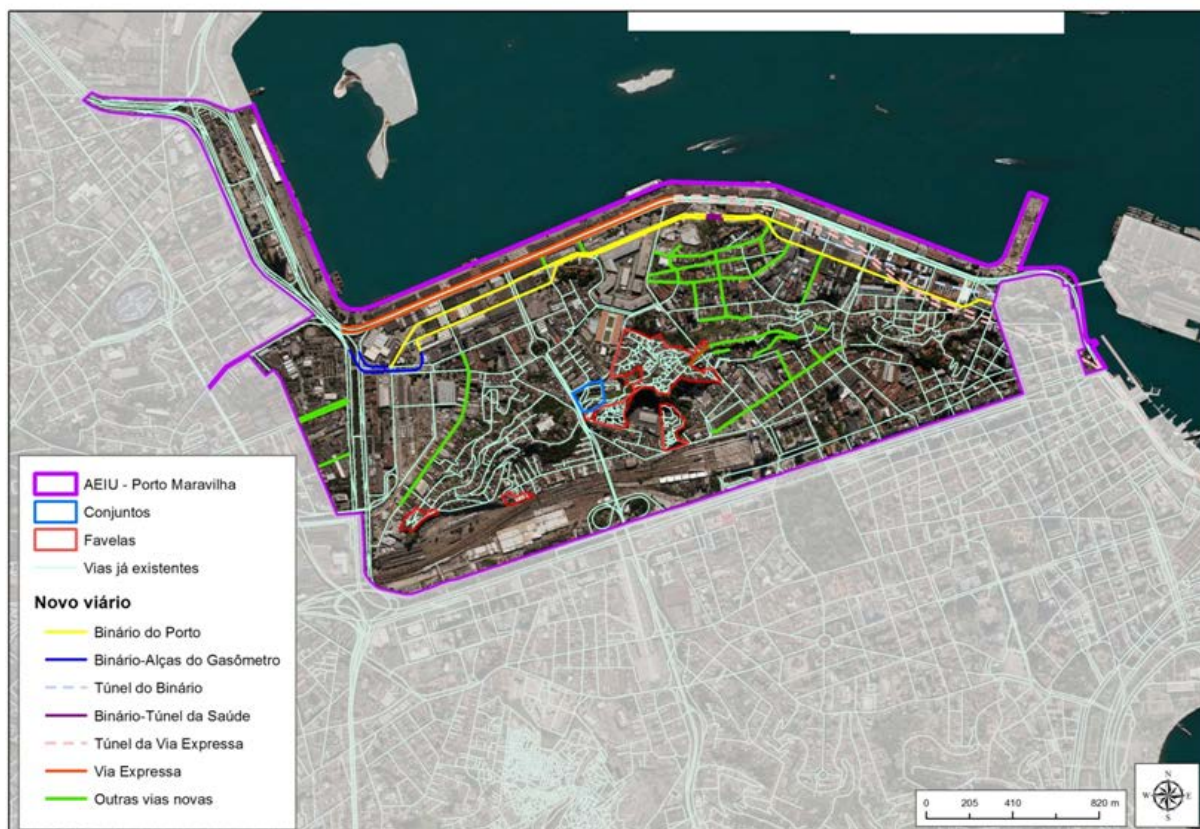 AEIU - Porto Maravilha
Conjuntos
Favelas
Vias já existentes
Novo viário
Binário do Porto
Binário-Alças do Gasômetro
Túnel do Binário
Binário-Túnel da Saúde
Túnel da Via Expressa
Via Expressa
Outras vias novas
0 205 410 820 m
N
W E
S